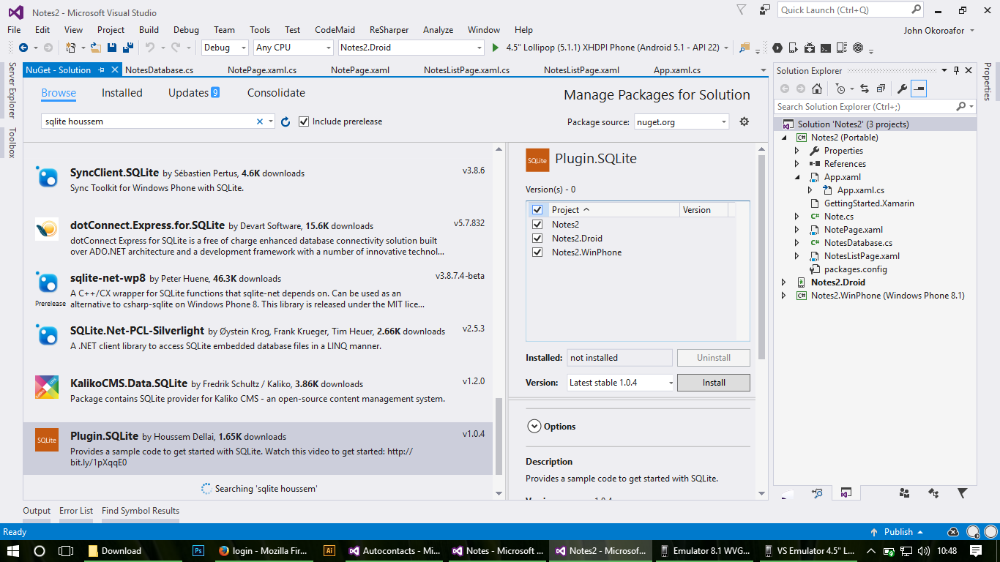 Notes2 - Microsoft Visual Studio
Quick Launch (Ctrl+Q)
File Edit View Project Build Debug Team Tools Test CodeMaid ReSharper Analyze Window Help
John Okoroafor
Debug Any CPU Notes2.Droid 4.5" Lollipop (5.1.1) XHDPI Phone (Android 5.1 - API 22)
Server Explorer
Toolbox
NuGet - Solution NotesDatabase.cs NotePage.xaml.cs NotePage.xaml NotesListPage.xaml.cs NotesListPage.xaml App.xaml.cs
Browse Installed Updates 9 Consolidate
Manage Packages for Solution
sqlite houssem
Include prerelease
Package source: nuget.org
SyncClient.SQLite by Sébastien Pertus, 4.6K downloads v3.8.6
Sync Toolkit for Windows Phone with SQLite.
dotConnect.Express.for.SQLite by Devart Software, 15.6K downloads v5.7.832
dotConnect Express for SQLite is a free of charge enhanced database connectivity solution built
over ADO.NET architecture and a development framework with a number of innovative technol...
sqlite-net-wp8 by Peter Huene, 46.3K downloads v3.8.7.4-beta
A C++/CX wrapper for SQLite functions that sqlite-net depends on. Can be used as an
Prerelease alternative to csharp-sqlite on Windows Phone 8. This library is released under the MIT lice...
SQLite.Net-PCL-Silverlight by Øystein Krog, Frank Krueger, Tim Heuer, 2.66K downloads v2.5.3
A .NET client library to access SQLite embedded database files in a LINQ manner.
KalikoCMS.Data.SQLite by Fredrik Schultz / Kaliko, 3.86K downloads v1.2.0
Package contains SQLite provider for Kaliko CMS - an open-source content management system.
SQLite
Plugin.SQLite by Houssem Dellai, 1.65K downloads v1.0.4
Provides a sample code to get started with SQLite. Watch this video to get started: http://
bit.ly/1pXqqE0
Searching 'sqlite houssem'
SQLite
Plugin.SQLite
Version(s) - 0
Project Version
Notes2
Notes2.Droid
Notes2.WinPhone
Installed: not installed Uninstall
Version: Latest stable 1.0.4 Install
Options
Description
Provides a sample code to get started with SQLite.
Solution Explorer
Search Solution Explorer (Ctrl+;)
Solution 'Notes2' (3 projects)
Notes2 (Portable)
Properties
References
App.xaml
App.xaml.cs
GettingStarted.Xamarin
Note.cs
NotePage.xaml
NotesDatabase.cs
NotesListPage.xaml
packages.config
Notes2.Droid
Notes2.WinPhone (Windows Phone 8.1)
Properties
Output Error List Find Symbol Results
Ready
Publish
Download
Ps
login - Mozilla Fir...
Ai
Autocontacts - Mi...
Notes - Microsoft ...
Notes2 - Microsof...
Emulator 8.1 WVG...
VS Emulator 4.5" L...
10:48